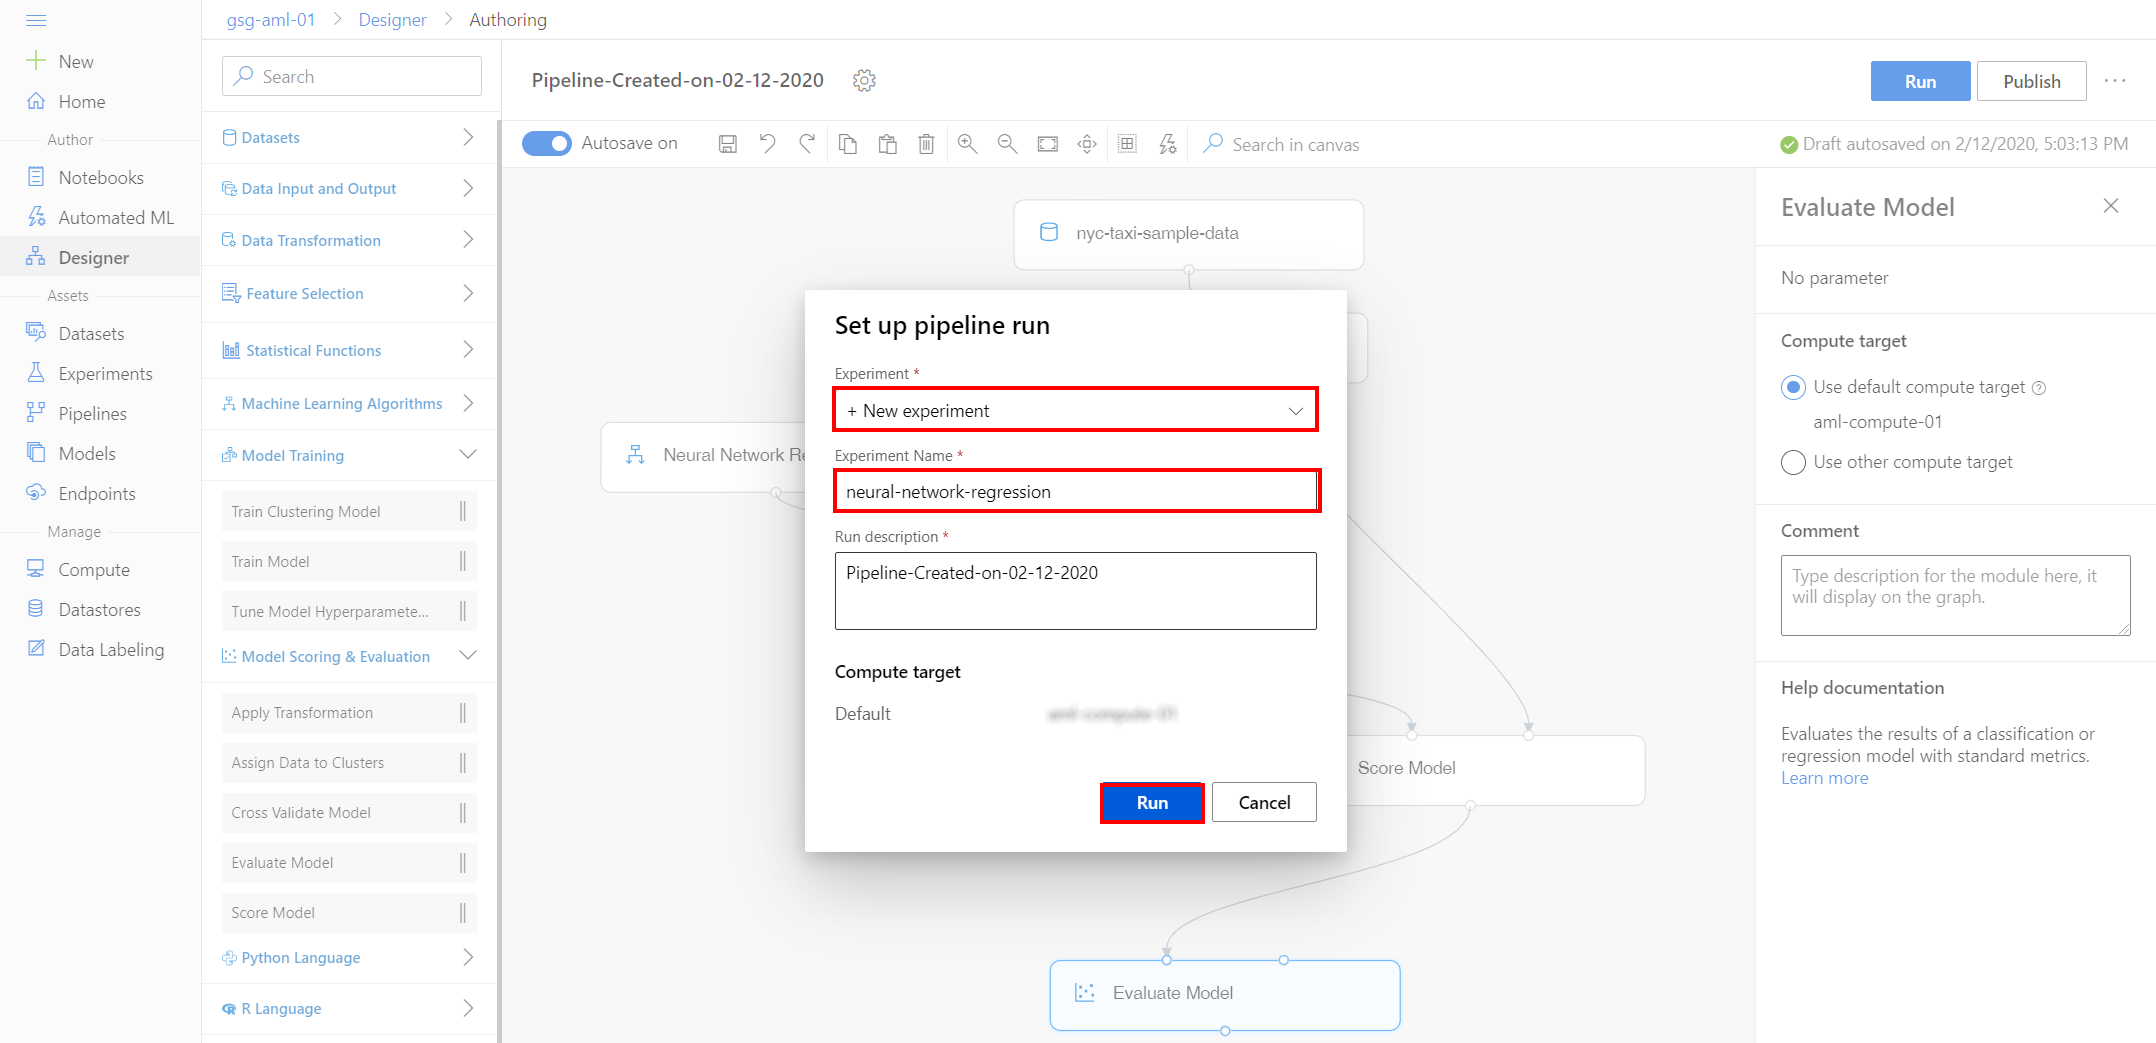 gsg-aml-01 > Designer > Authoring
New
Home
Author
Notebooks
Automated ML
Designer
Assets
Datasets
Experiments
Pipelines
Models
Endpoints
Manage
Compute
Datastores
Data Labeling
Search
Datasets
Data Input and Output
Data Transformation
Feature Selection
Statistical Functions
Machine Learning Algorithms
Model Training
Train Clustering Model
Train Model
Tune Model Hyperparamete...
Model Scoring & Evaluation
Apply Transformation
Assign Data to Clusters
Cross Validate Model
Evaluate Model
Score Model
Python Language
R Language
Pipeline-Created-on-02-12-2020
Run
Publish
...
Autosave on
Search in canvas
Draft autosaved on 2/12/2020, 5:03:13 PM
nyc-taxi-sample-data
Neural Network Re
Score Model
Evaluate Model
Set up pipeline run
Experiment *
+ New experiment
Experiment Name *
neural-network-regression
Run description *
Pipeline-Created-on-02-12-2020
Compute target
Default aml-compute-01
Run
Cancel
Evaluate Model
No parameter
Compute target
Use default compute target
aml-compute-01
Use other compute target
Comment
Type description for the module here, it
will display on the graph.
Help documentation
Evaluates the results of a classification or
regression model with standard metrics.
Learn more